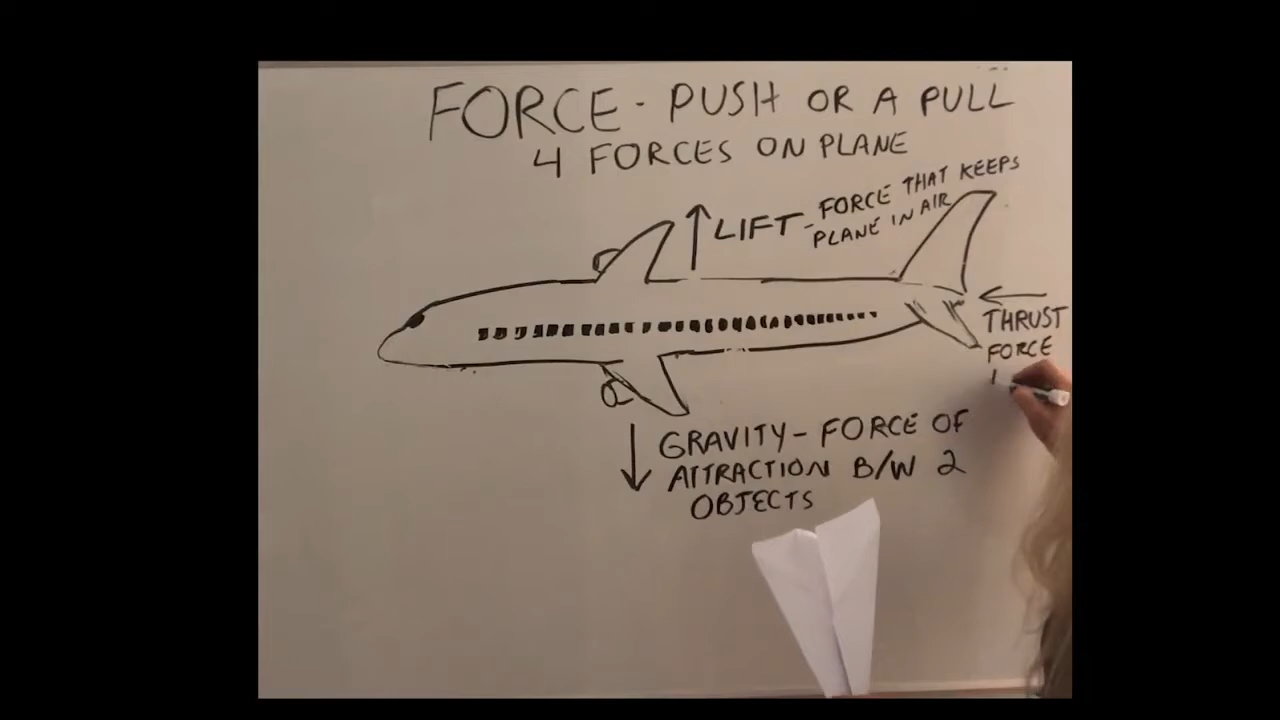 FORCE - PUSH OR A PULL
4 FORCES ON PLANE
LIFT - FORCE THAT KEEPS
PLANE IN AIR
THRUST
FORCE
GRAVITY - FORCE OF
ATTRACTION B/W 2
OBJECTS